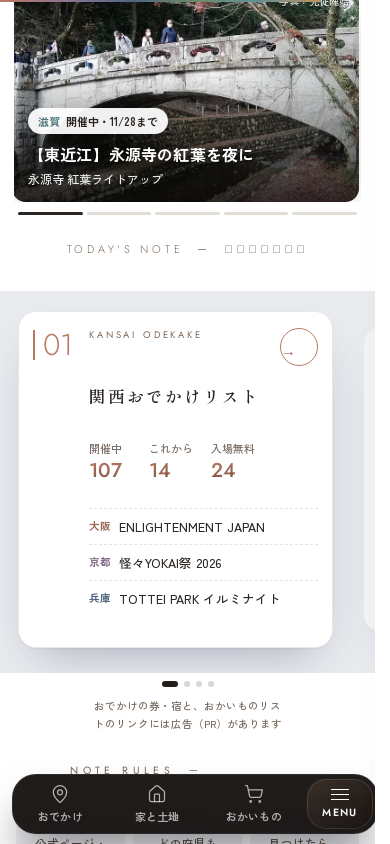 滋賀 開催中・11/28まで
【東近江】永源寺の紅葉を夜に
永源寺 紅葉ライトアップ
TODAY'S NOTE —
01
KANSAI ODEKAKE
→
関西おでかけリスト
開催中 これから 入場無料
107 14 24
大阪 ENLIGHTENMENT JAPAN
京都 怪々YOKAI祭 2026
兵庫 TOTTEI PARK イルミナイト
おでかけの券・宿と、おかいものリス
トのリンクには広告（PR）があります
NOTE RULES —
おでかけ 家と土地 おかいもの MENU